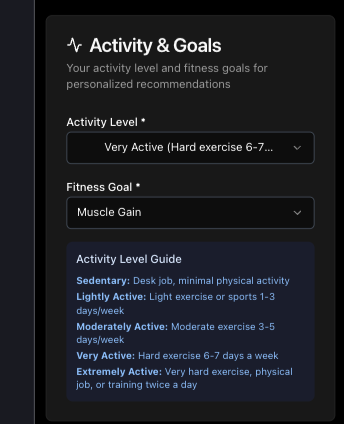 Activity & Goals
Your activity level and fitness goals for
personalized recommendations
Activity Level *
Very Active (Hard exercise 6-7...
Fitness Goal *
Muscle Gain
Activity Level Guide
Sedentary: Desk job, minimal physical activity
Lightly Active: Light exercise or sports 1-3
days/week
Moderately Active: Moderate exercise 3-5
days/week
Very Active: Hard exercise 6-7 days a week
Extremely Active: Very hard exercise, physical
job, or training twice a day